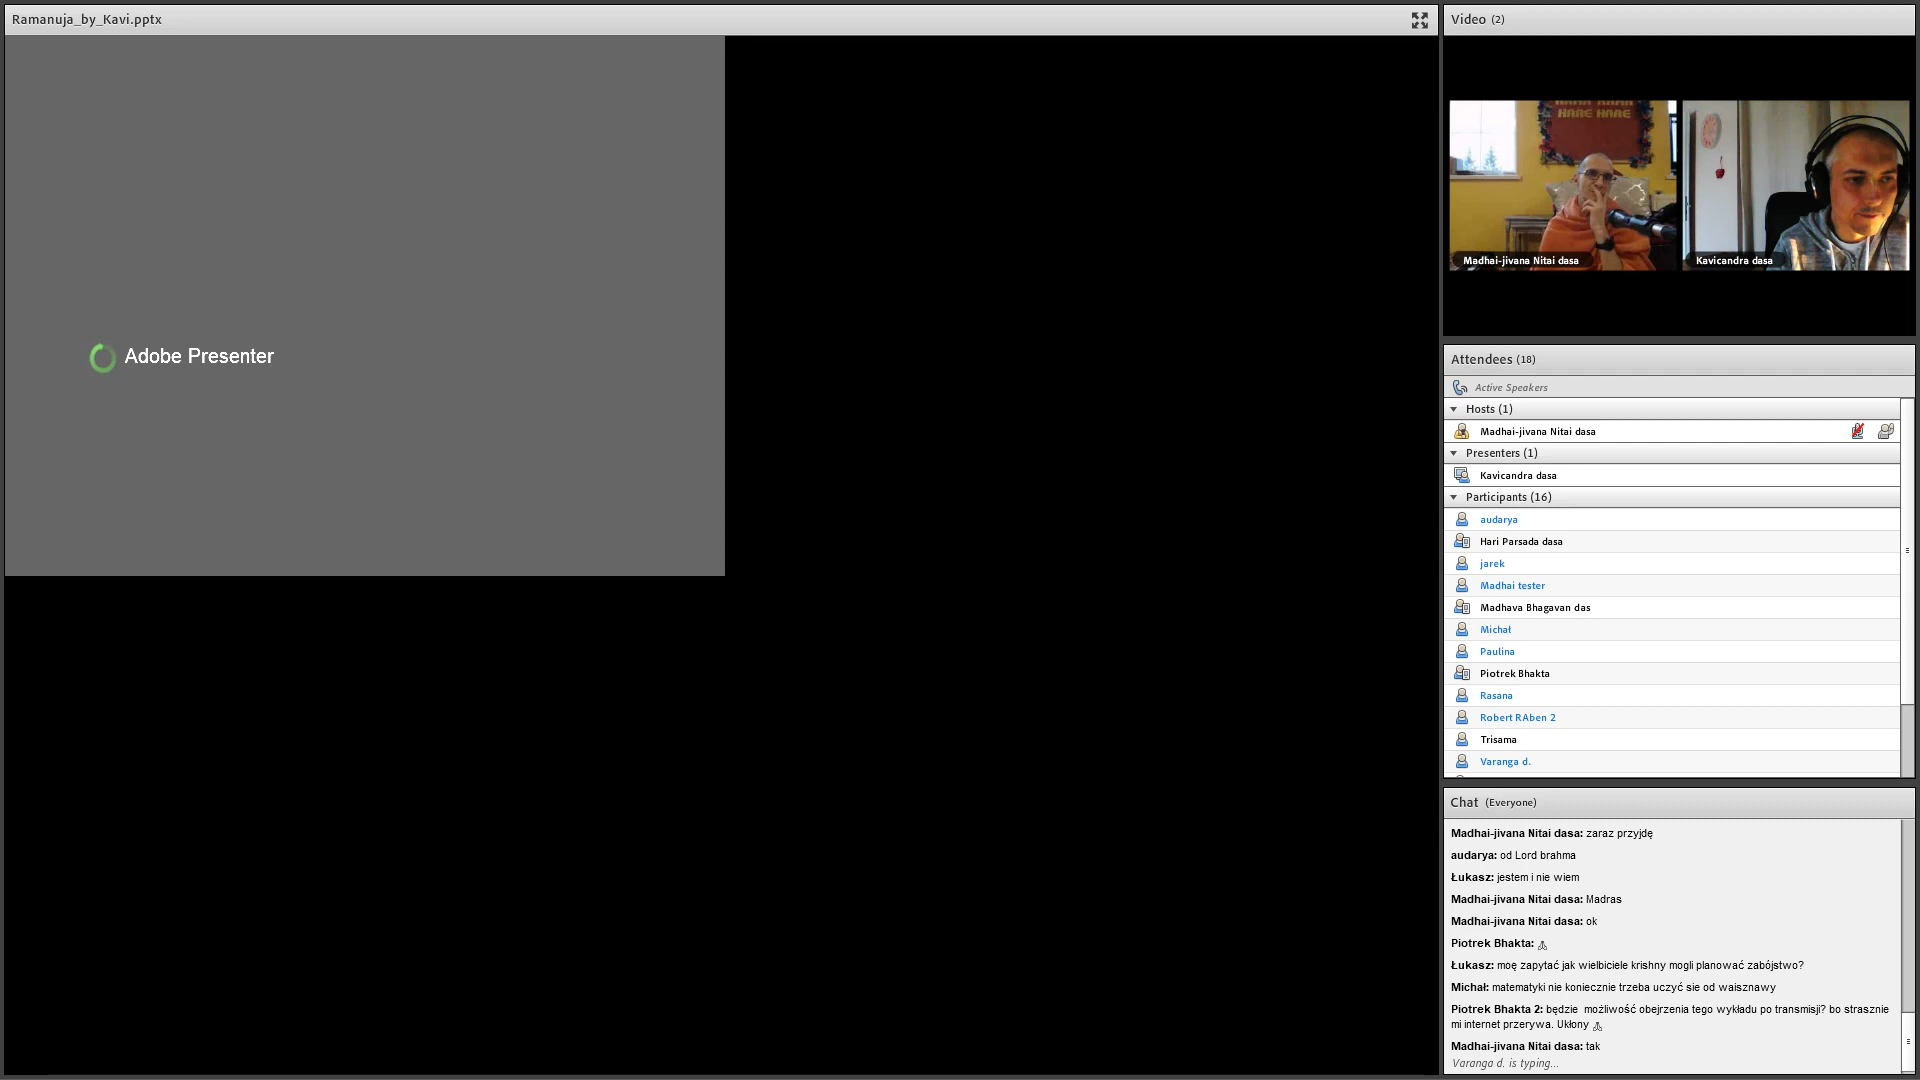 Ramanuja_by_Kavi.pptx
Adobe Presenter
Video (2)
HARE HARE
Madhai-jivana Nitai dasa
Kavicandra dasa
Attendees (18)
Active Speakers
Hosts (1)
Madhai-jivana Nitai dasa
Presenters (1)
Kavicandra dasa
Participants (16)
audarya
Hari Parsada dasa
jarek
Madhai tester
Madhava Bhagavan das
Michał
Paulina
Piotrek Bhakta
Rasana
Robert RAben 2
Trisama
Varanga d.
Chat (Everyone)
Madhai-jivana Nitai dasa: zaraz przyjdę
audarya: od Lord brahma
Łukasz: jestem i nie wiem
Madhai-jivana Nitai dasa: Madras
Madhai-jivana Nitai dasa: ok
Piotrek Bhakta:
Łukasz: moę zapytać jak wielbiciele krishny mogli planować zabójstwo?
Michał: matematyki nie koniecznie trzeba uczyć sie od waisznawy
Piotrek Bhakta 2: będzie możliwość obejrzenia tego wykładu po transmisji? bo strasznie
mi internet przerywa. Ukłony
Madhai-jivana Nitai dasa: tak
Varanga d. is typing...